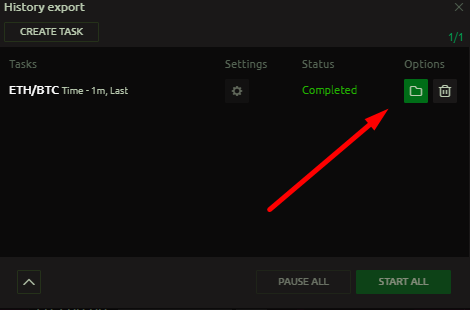 History export
CREATE TASK
1/1
Tasks Settings Status Options
ETH/BTC Time - 1m, Last Completed
PAUSE ALL START ALL